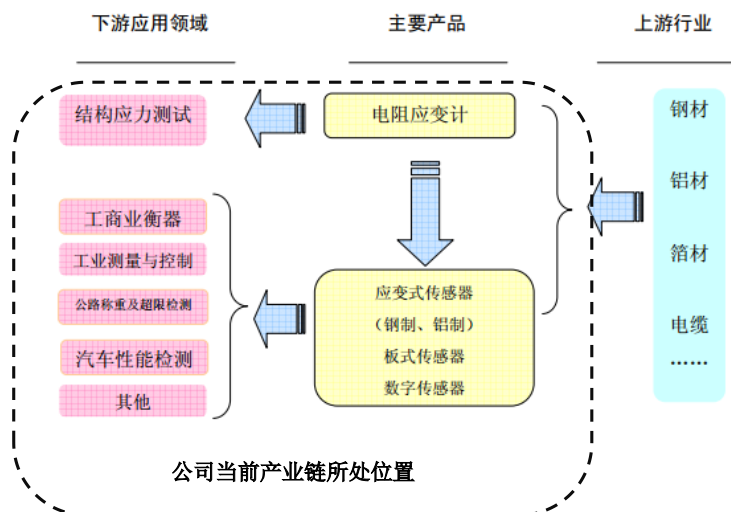 下游应用领域
主要产品
上游行业
结构应力测试
电阻应变计
钢材
铝材
工商业衡器
工业测量与控制
箔材
公路称重及超限检测
应变式传感器
（钢制、铝制）
板式传感器
数字传感器
电缆
……
汽车性能检测
其他
公司当前产业链所处位置